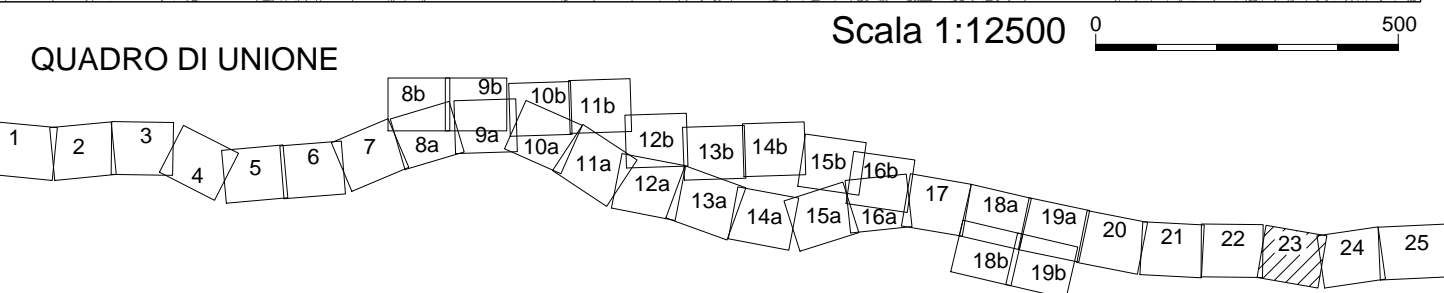 Scala 1:12500 0 500
QUADRO DI UNIONE
1 2 3 4 5 6 7 8a 8b 9a 9b 10a 10b 11a 11b 12a 12b 13a 13b 14a 14b 15a 15b 16a 16b 17 18a 18b 19a 19b 20 21 22 23 24 25